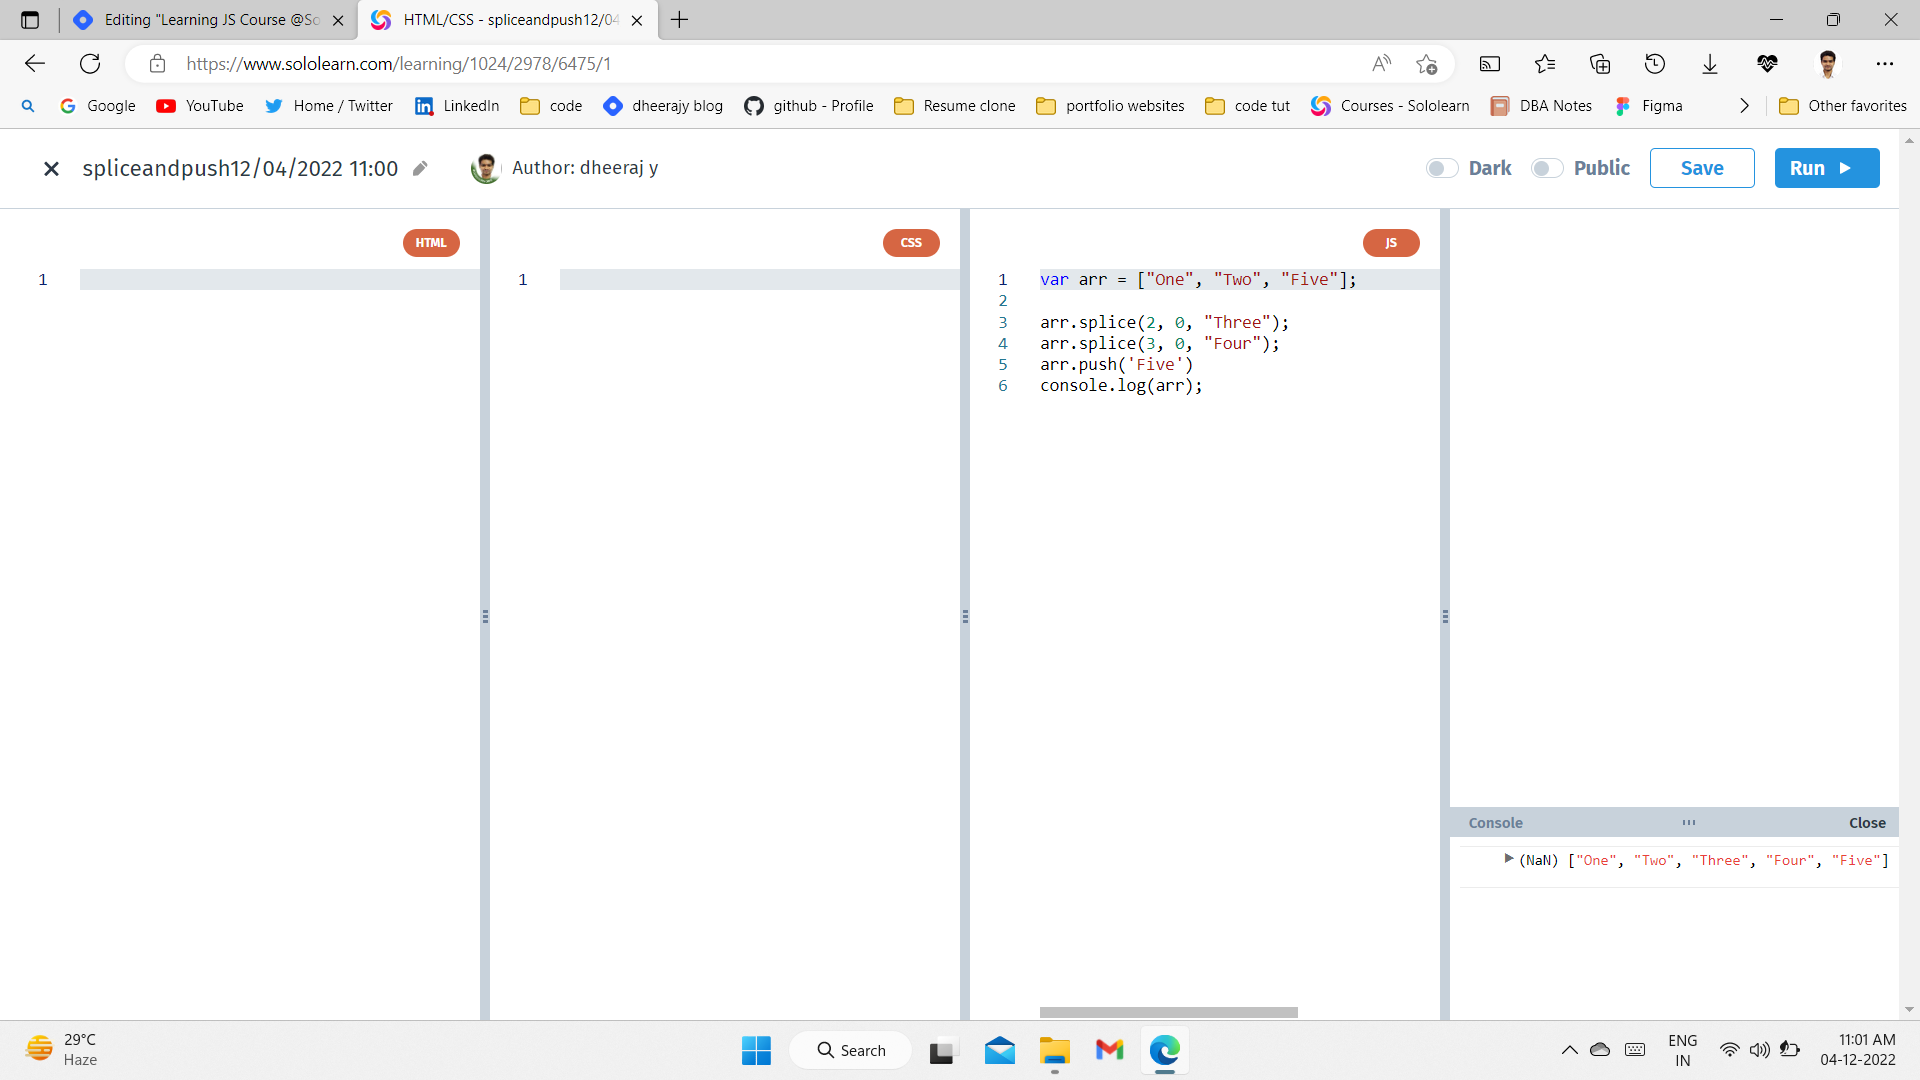 Editing "Learning JS Course @So
HTML/CSS - spliceandpush12/04
https://www.sololearn.com/learning/1024/2978/6475/1
Google YouTube Home / Twitter LinkedIn code dheerajy blog github - Profile Resume clone portfolio websites code tut Courses - Sololearn DBA Notes Figma Other favorites
spliceandpush12/04/2022 11:00 Author: dheeraj y Dark Public Save Run
HTML
1
CSS
1
JS
1 var arr = ["One", "Two", "Five"];
2
3 arr.splice(2, 0, "Three");
4 arr.splice(3, 0, "Four");
5 arr.push('Five')
6 console.log(arr);
Console Close
(NaN) ["One", "Two", "Three", "Four", "Five"]
29°C
Haze
Search
ENG
IN
11:01 AM
04-12-2022